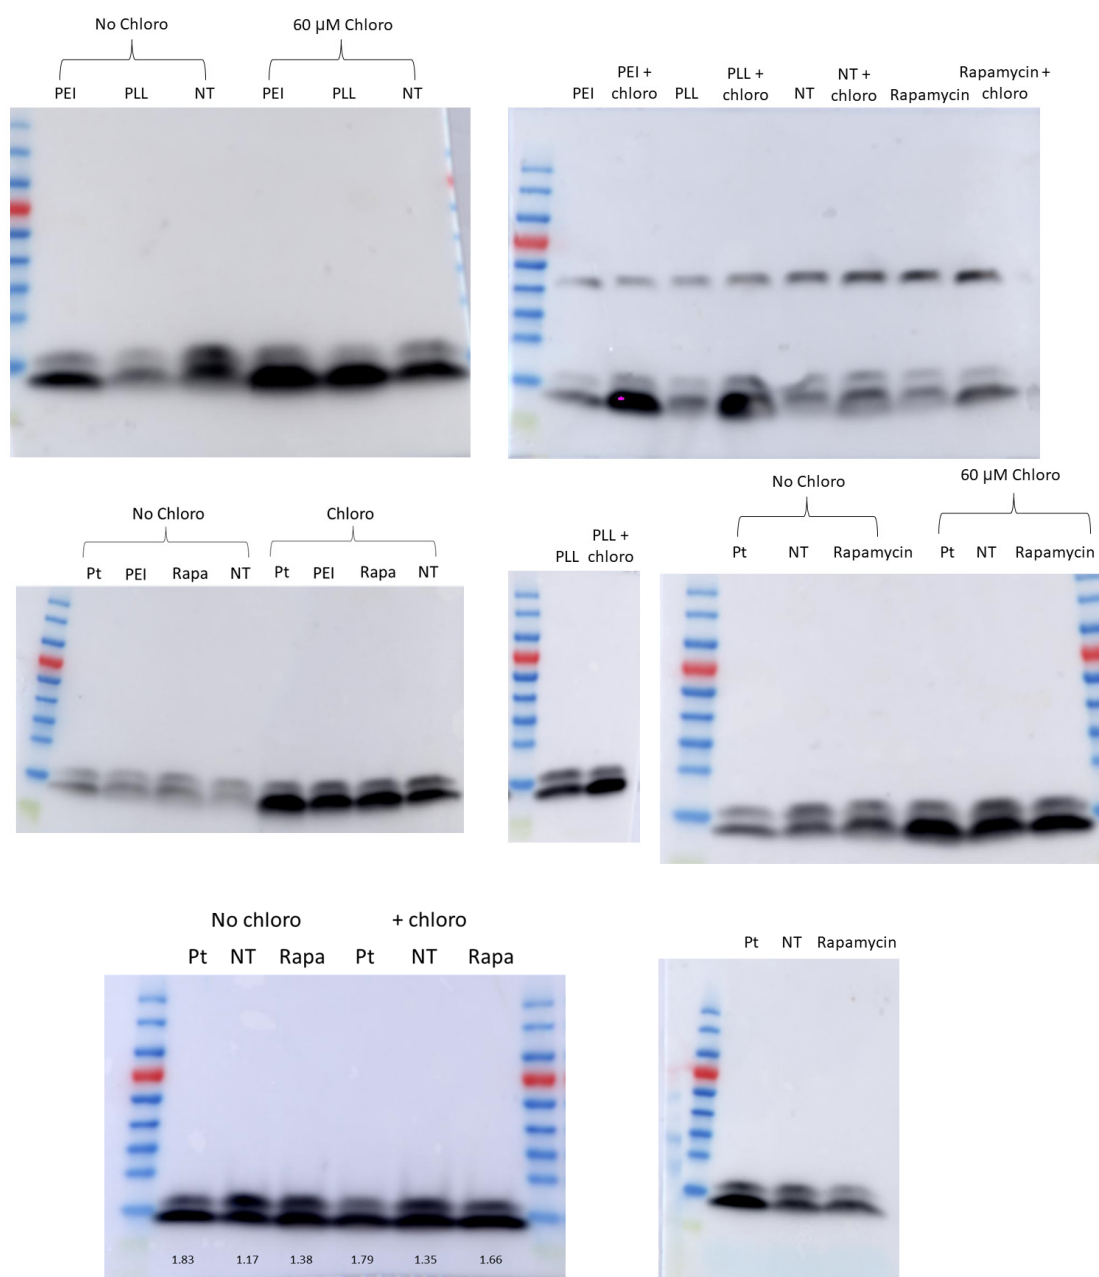 No Chloro 60 µM Chloro
PEI PLL NT PEI PLL NT
PEI PEI + chloro PLL PLL + chloro NT NT + chloro Rapamycin Rapamycin + chloro
No Chloro Chloro
Pt PEI Rapa NT Pt PEI Rapa NT
PLL PLL + chloro
No Chloro 60 µM Chloro
Pt NT Rapamycin Pt NT Rapamycin
No chloro + chloro
Pt NT Rapa Pt NT Rapa
1.83 1.17 1.38 1.79 1.35 1.66
Pt NT Rapamycin